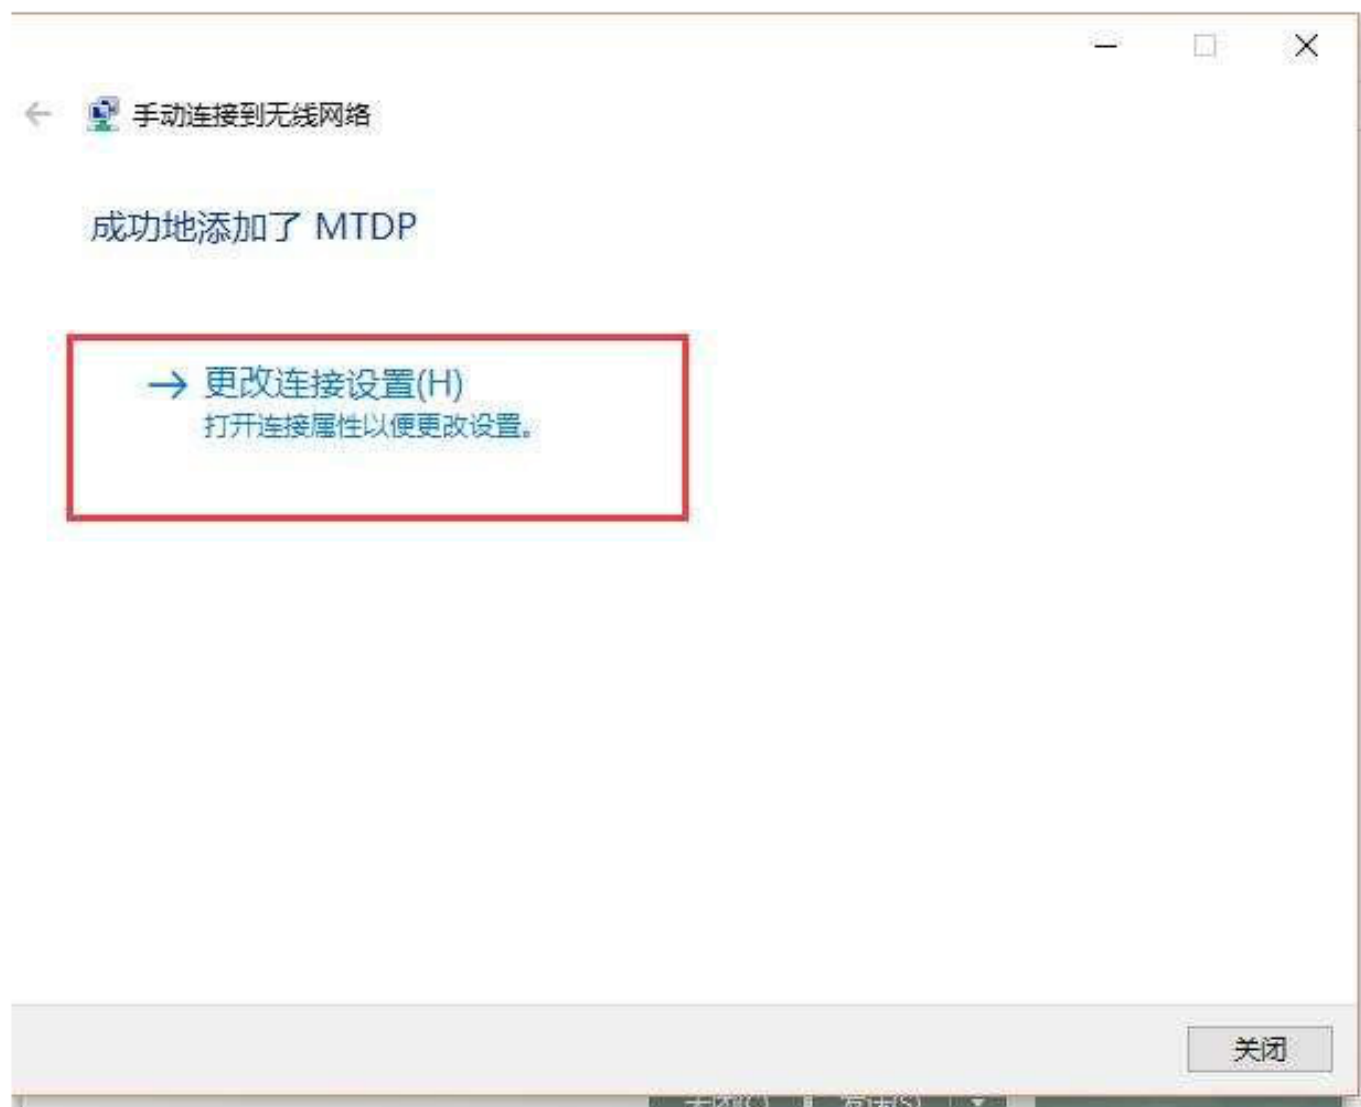 手动连接到无线网络
成功地添加了 MTDP
更改连接设置(H)
打开连接属性以便更改设置。
关闭